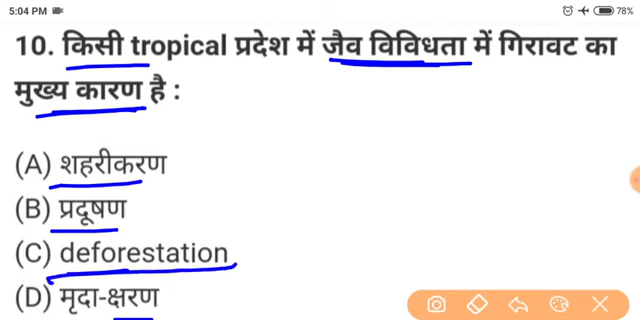 5:04 PM
78%
10. किसी tropical प्रदेश में जैव विविधता में गिरावट का
मुख्य कारण है :
(A) शहरीकरण
(B) प्रदूषण
(C) deforestation
(D) मृदा-क्षरण